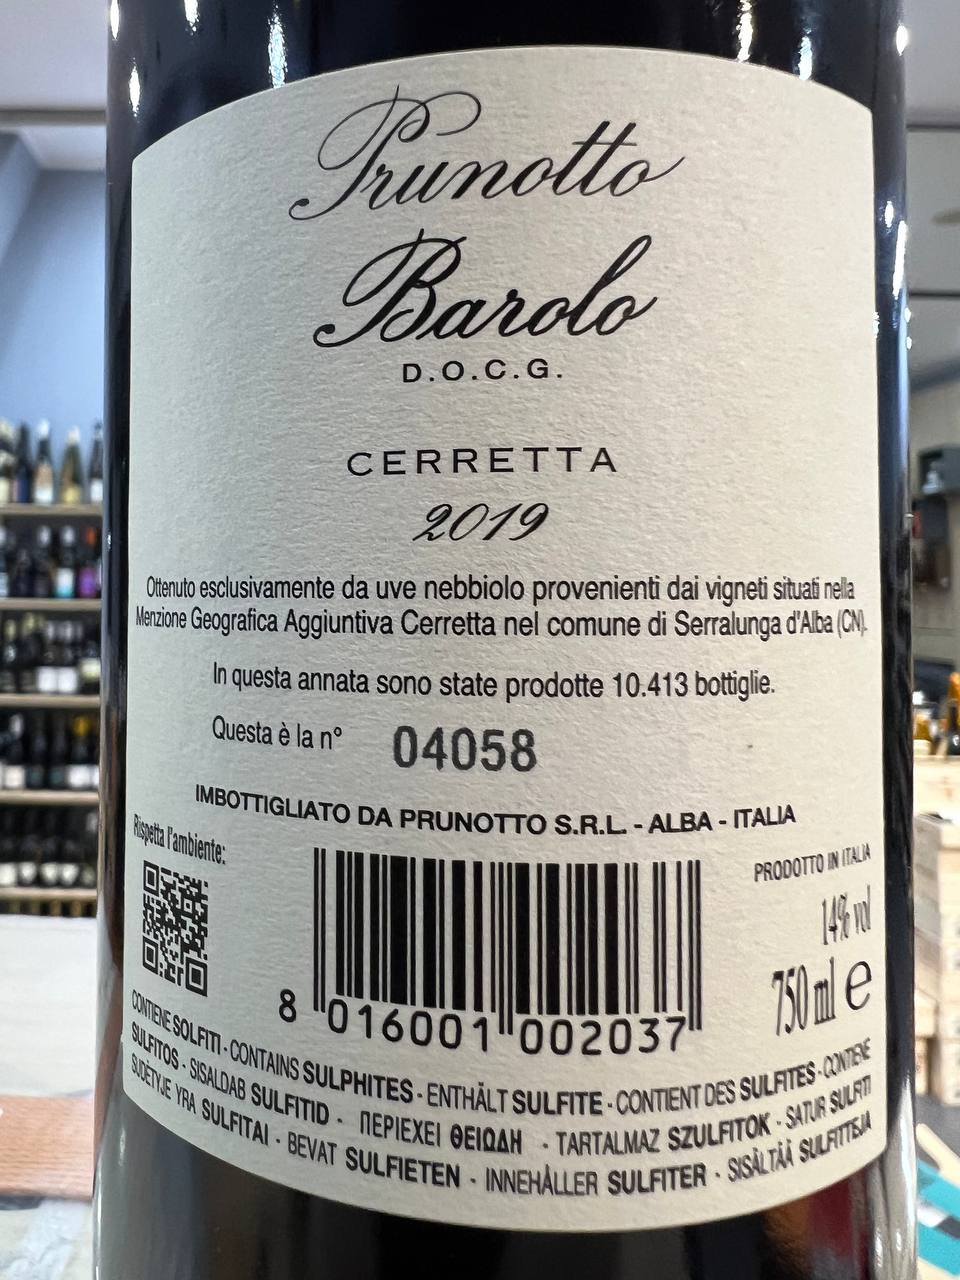 Prunotto
Barolo
D.O.C.G.
CERRETTA
2019
Ottenuto esclusivamente da uve nebbiolo provenienti dai vigneti situati nella
Menzione Geografica Aggiuntiva Cerretta nel comune di Serralunga d'Alba (CN).
In questa annata sono state prodotte 10.413 bottiglie.
Questa è la n° 04058
IMBOTTIGLIATO DA PRUNOTTO S.R.L. - ALBA - ITALIA
Rispetta l'ambiente:
PRODOTTO IN ITALIA
14% vol
750 ml e
8 016001 002037
CONTIENE SOLFITI - CONTAINS SULPHITES - ENTHÄLT SULFITE - CONTIENT DES SULFITES - CONTIENE
SULFITOS - SISALDAB SULFITID - ΠΕΡΙΕΧΕΙ ΘΕΙΩΔΗ - TARTALMAZ SZULFITOK - SATUR SULFITI
SUDĖTYJE YRA SULFITAI - BEVAT SULFIETEN - INNEHÅLLER SULFITER - SISÄLTÄÄ SULFITTEJA